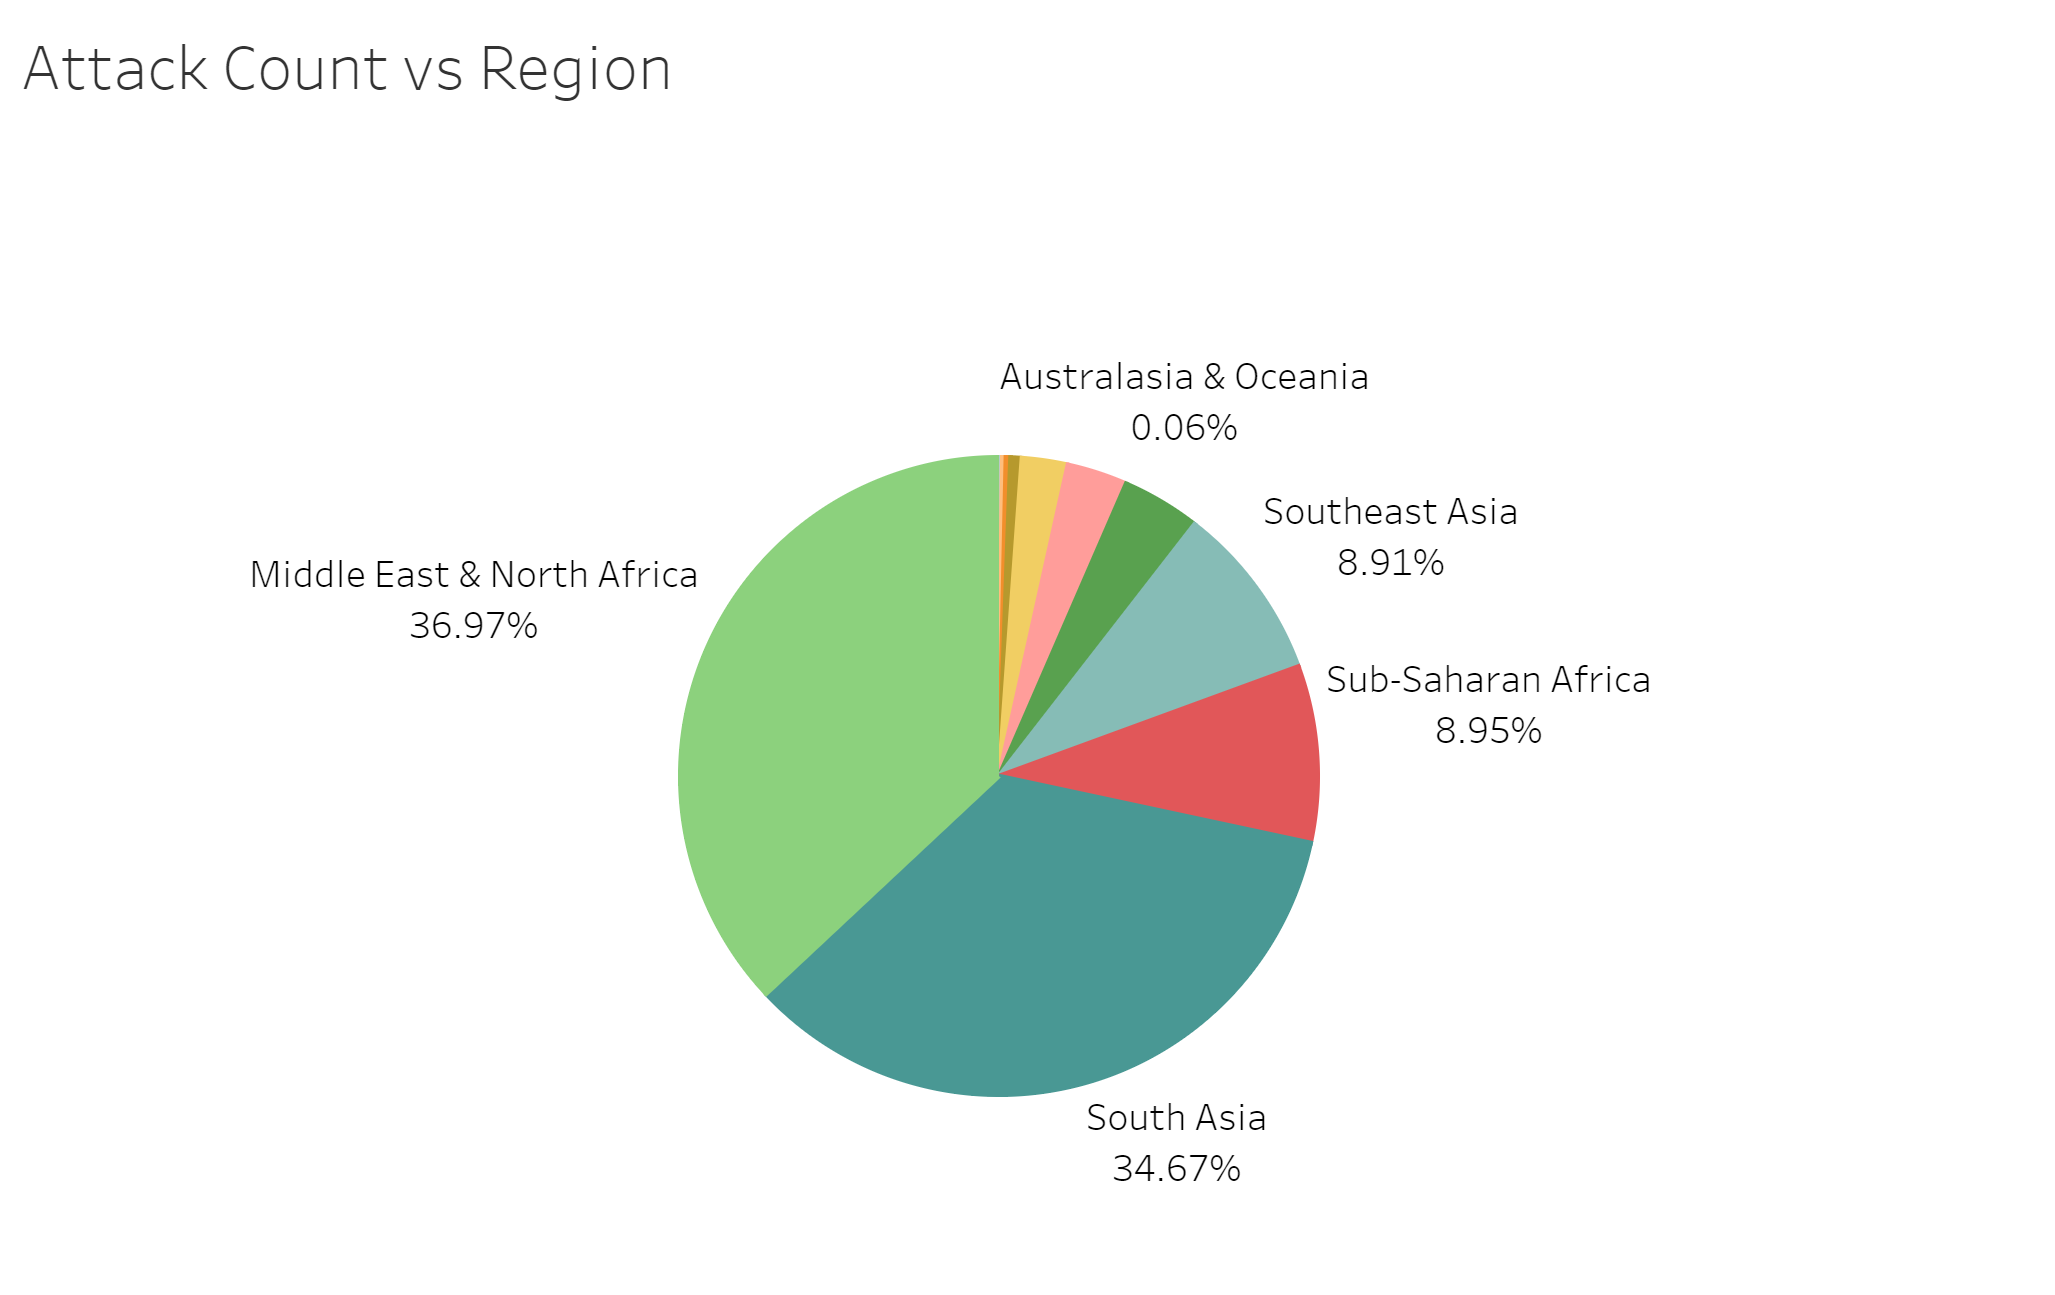 Attack Count vs Region
Australasia & Oceania
0.06%
Southeast Asia
8.91%
Middle East & North Africa
36.97%
Sub-Saharan Africa
8.95%
South Asia
34.67%